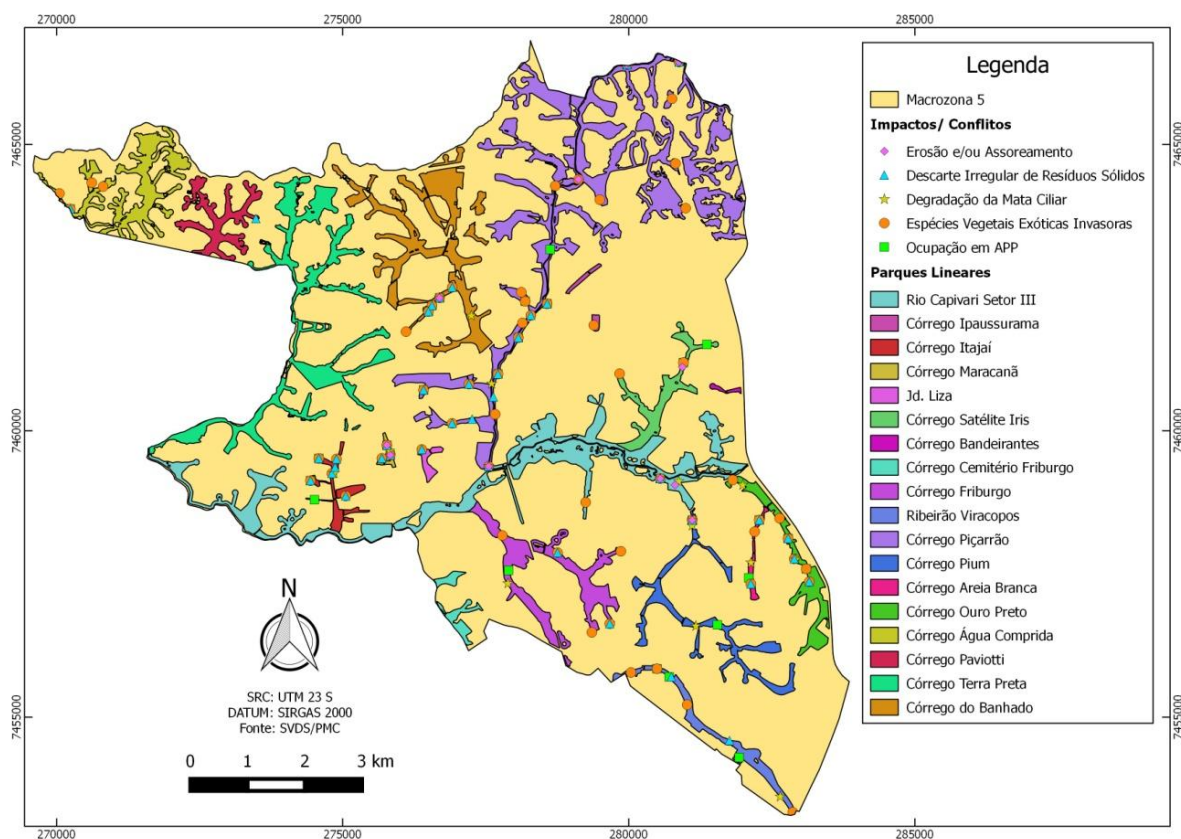 270000 275000 280000 285000
Legenda
Macrozona 5
Impactos/ Conflitos
Erosão e/ou Assoreamento
Descarte Irregular de Resíduos Sólidos
Degradação da Mata Ciliar
Espécies Vegetais Exóticas Invasoras
Ocupação em APP
Parques Lineares
Rio Capivari Setor III
Córrego Ipaussurama
Córrego Itajaí
Córrego Maracanã
Jd. Liza
Córrego Satélite Iris
Córrego Bandeirantes
Córrego Cemitério Friburgo
Córrego Friburgo
Ribeirão Viracopos
Córrego Piçarrão
Córrego Pium
Córrego Areia Branca
Córrego Ouro Preto
Córrego Água Comprida
Córrego Paviotti
Córrego Terra Preta
Córrego do Banhado
7465000
7460000
7455000
7465000
7460000
7455000
N
SRC: UTM 23 S
DATUM: SIRGAS 2000
Fonte: SVDS/PMC
0 1 2 3 km
270000 275000 280000 285000